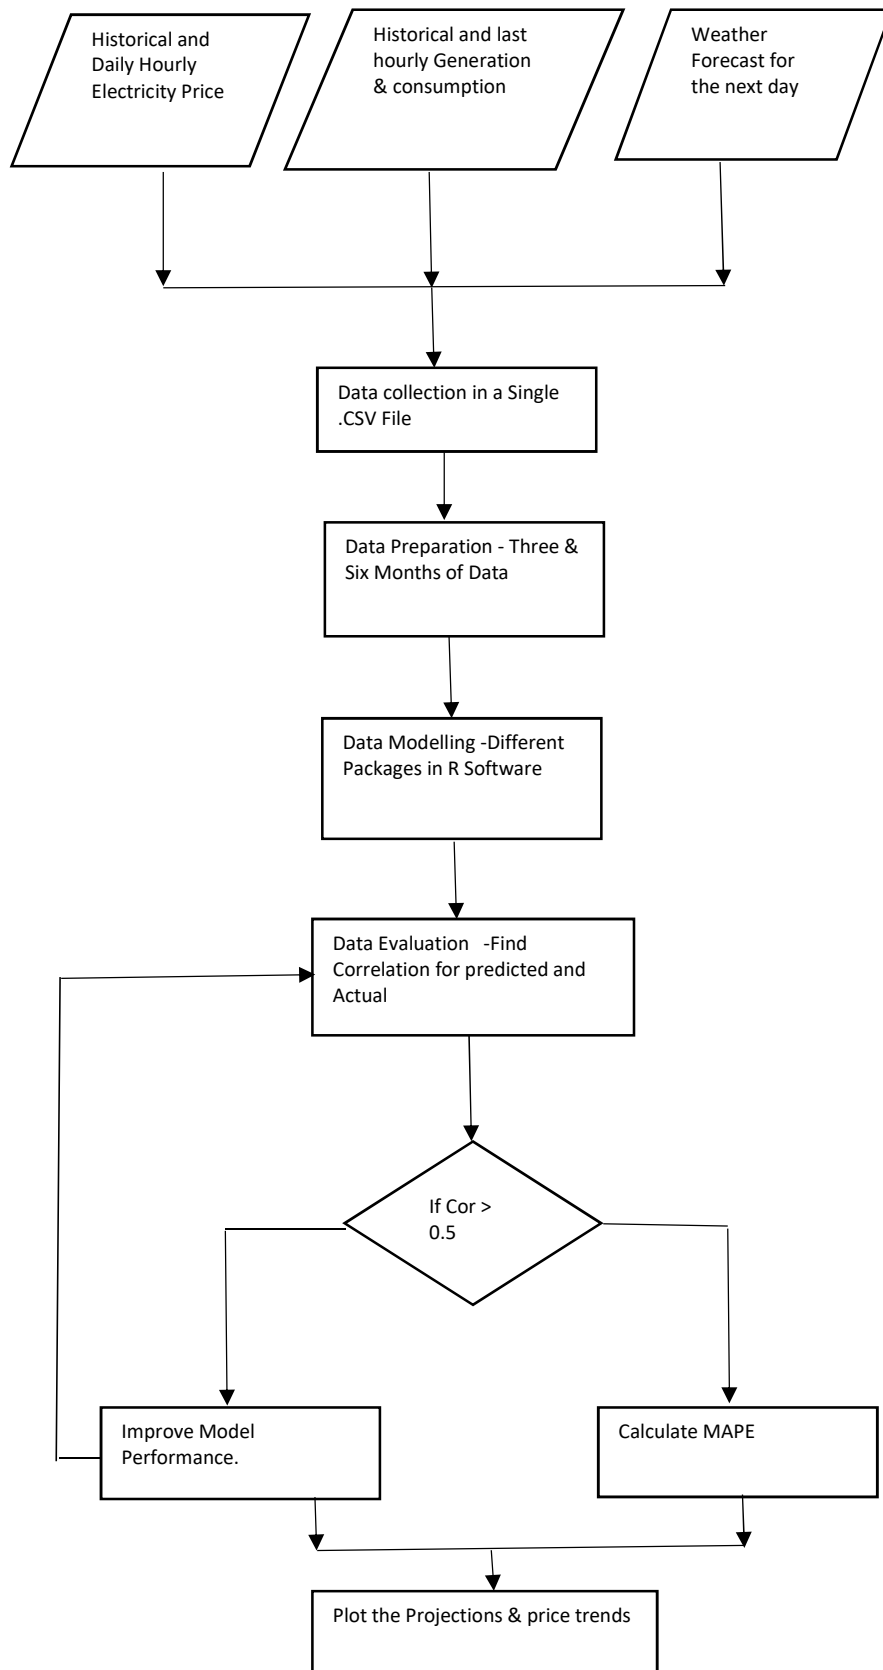 Historical and
Daily Hourly
Electricity Price
Historical and last
hourly Generation
& consumption
Weather
Forecast for
the next day
Data collection in a Single
.CSV File
Data Preparation - Three &
Six Months of Data
Data Modelling -Different
Packages in R Software
Data Evaluation -Find
Correlation for predicted and
Actual
If Cor >
0.5
Improve Model
Performance.
Calculate MAPE
Plot the Projections & price trends